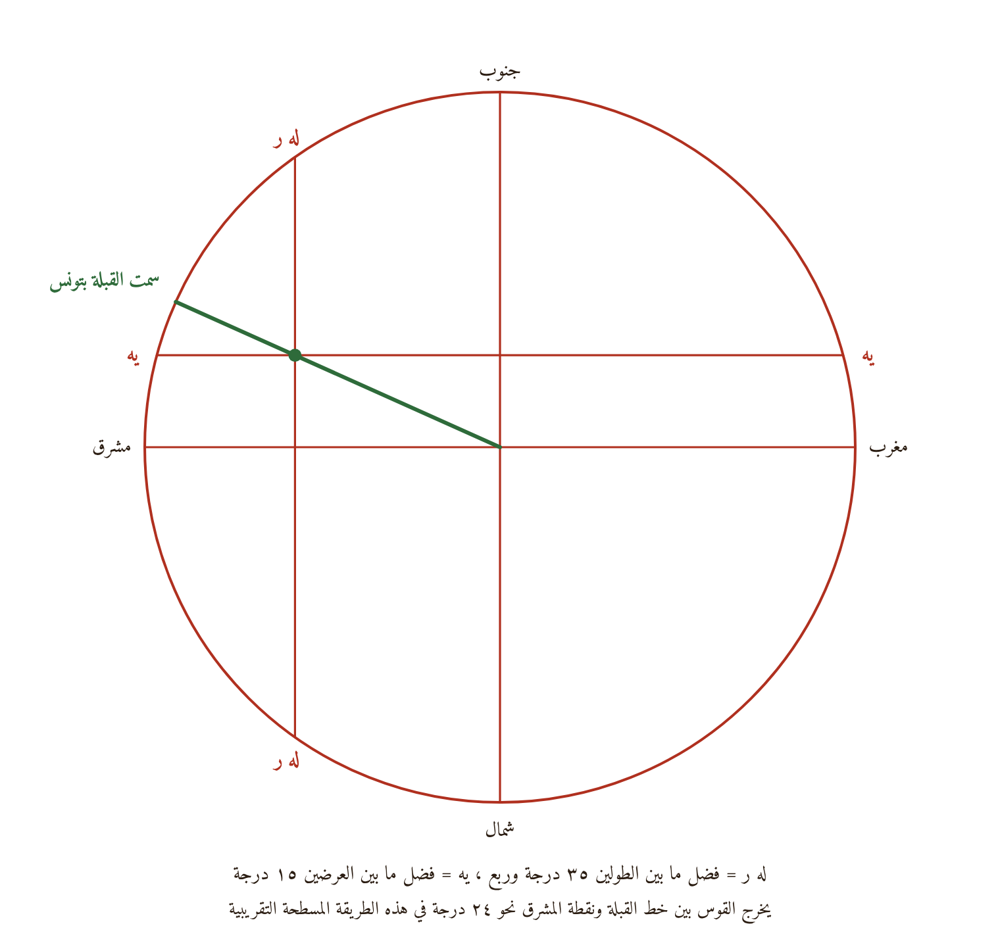 جنوب
له ر
سمت القبلة بتونس
يه
يه
مشرق
مغرب
له ر
شمال
له ر = فضل ما بين الطولين ٣٥ درجة وربع ، يه = فضل ما بين العرضين ١٥ درجة
يخرج القوس بين خط القبلة ونقطة المشرق نحو ٢٤ درجة في هذه الطريقة المسطحة التقريبية